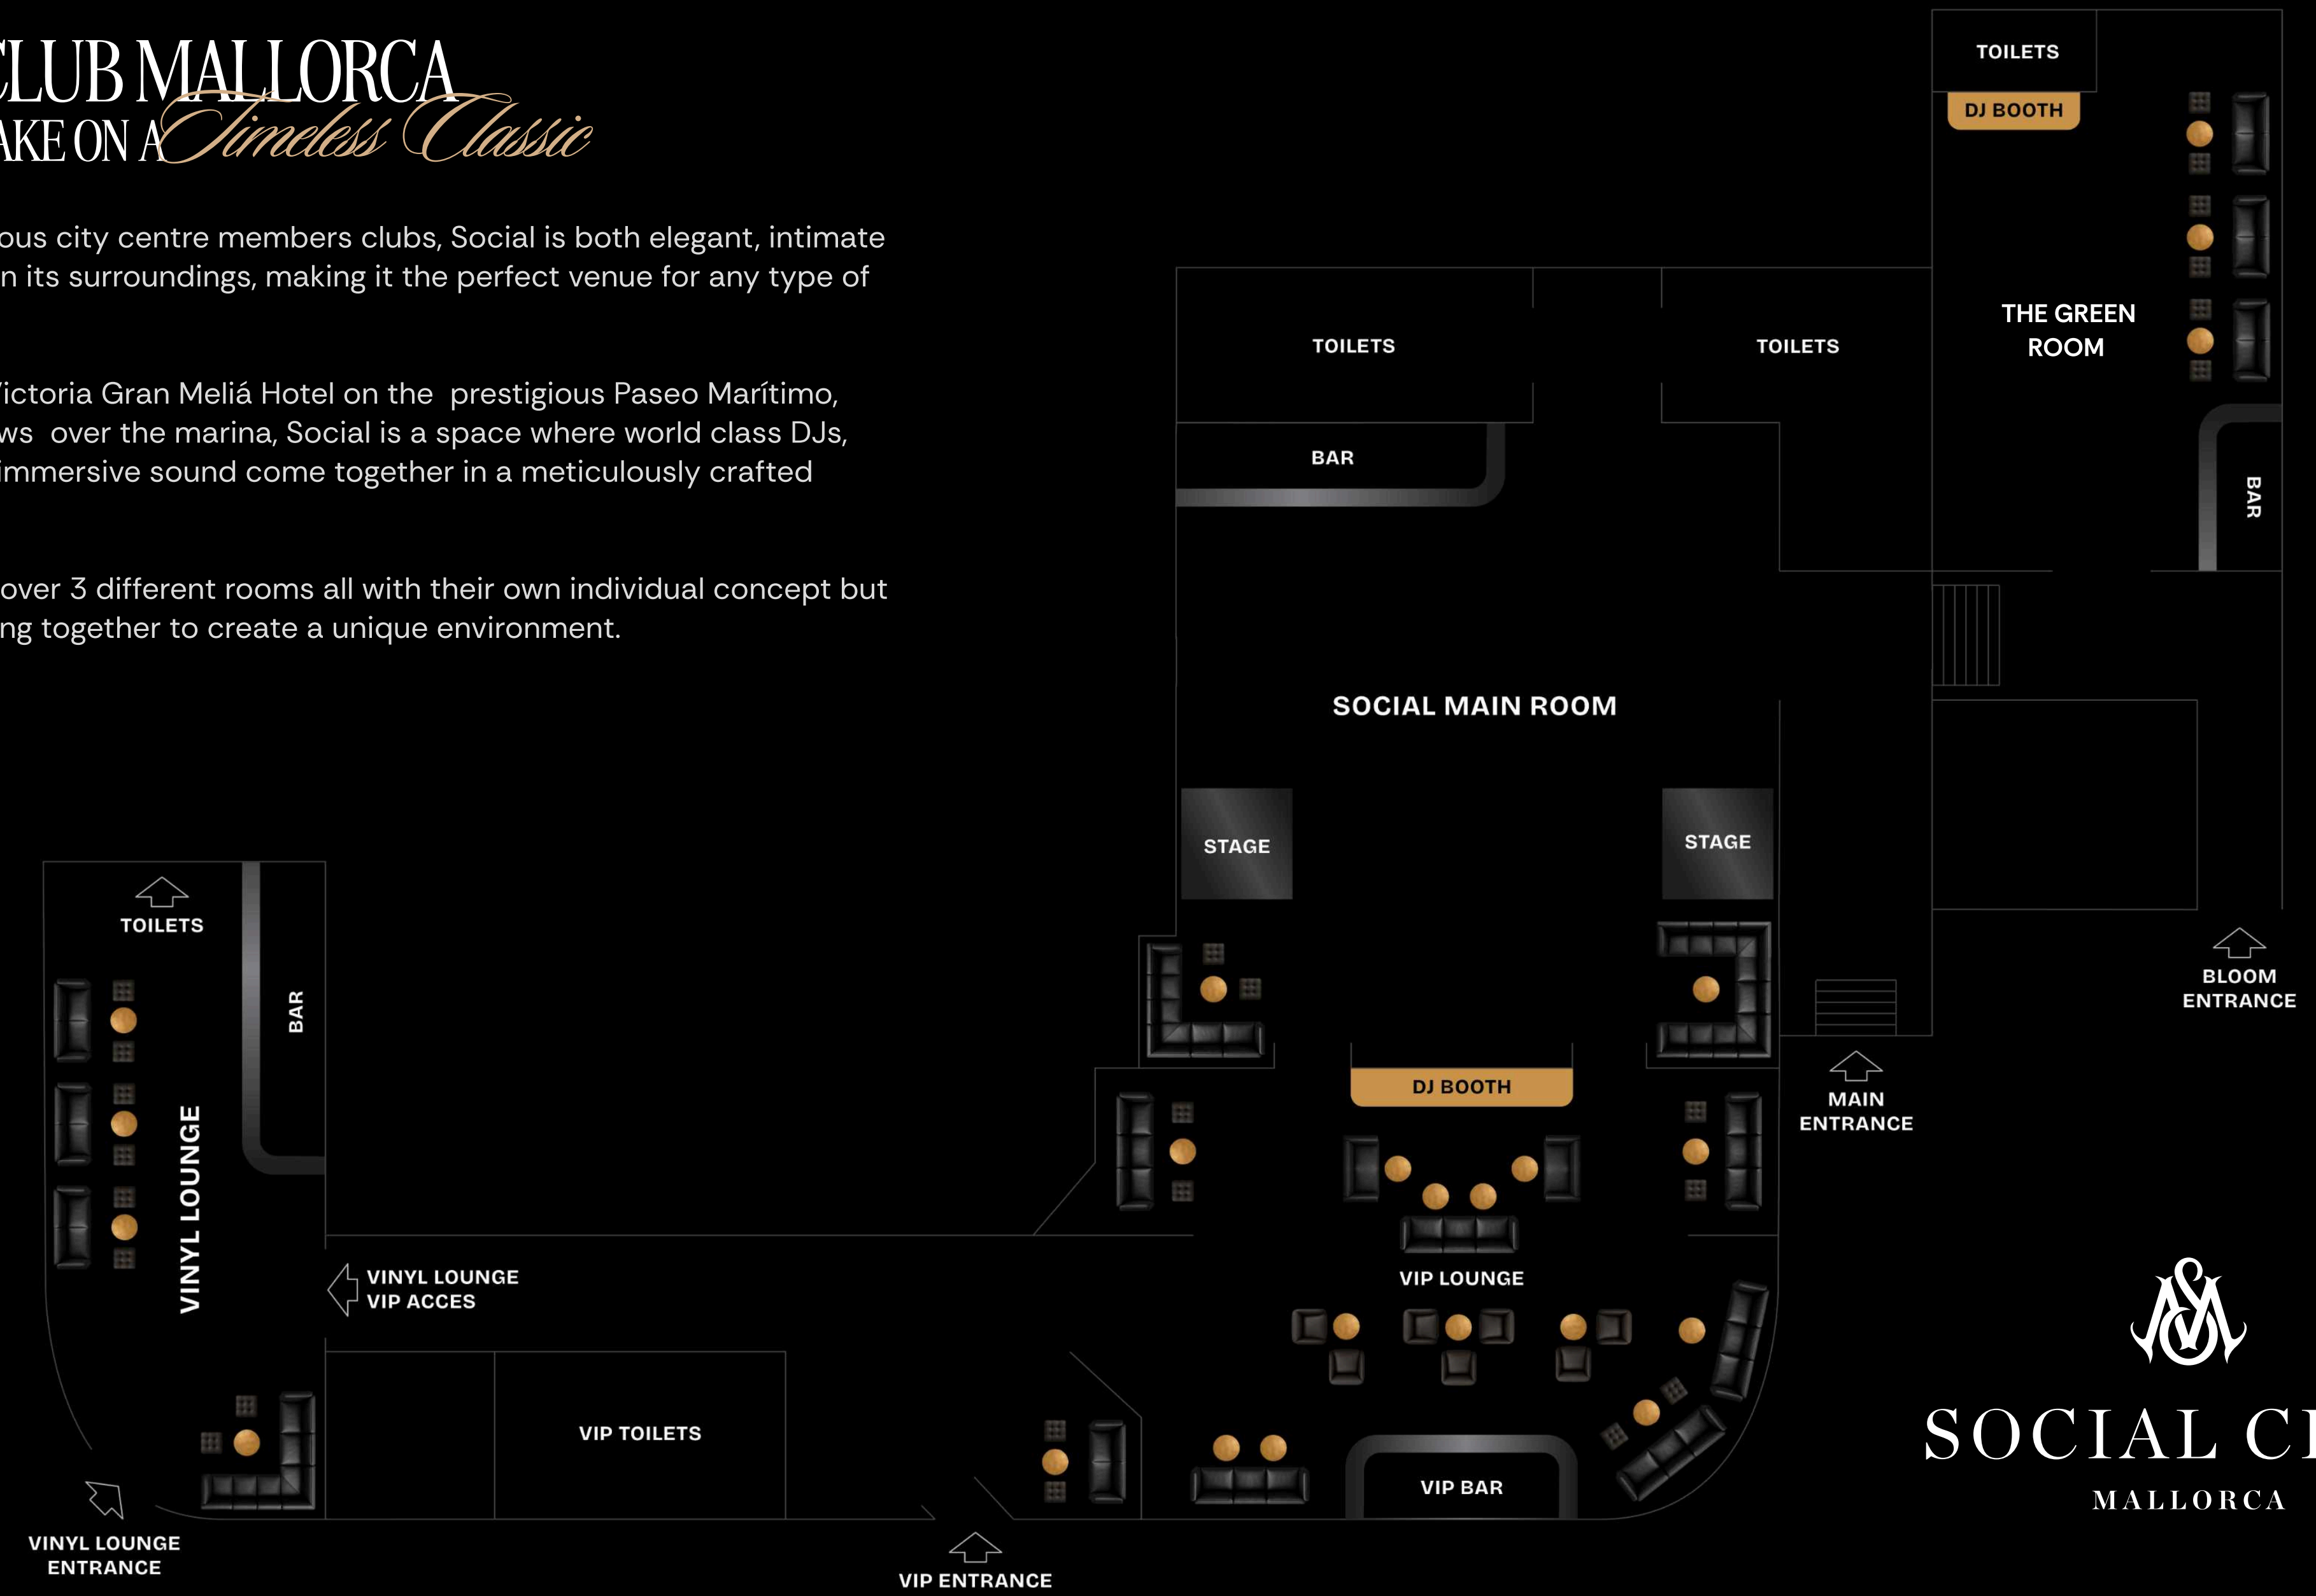 CLUB MALLORCA
AKE ON A Timeless Classic
ous city centre members clubs, Social is both elegant, intimate
n its surroundings, making it the perfect venue for any type of
Victoria Gran Meliá Hotel on the prestigious Paseo Marítimo,
ws over the marina, Social is a space where world class DJs,
immersive sound come together in a meticulously crafted
over 3 different rooms all with their own individual concept but
ng together to create a unique environment.
TOILETS
DJ BOOTH
THE GREEN
ROOM
BAR
TOILETS
TOILETS
BAR
SOCIAL MAIN ROOM
STAGE
STAGE
BLOOM
ENTRANCE
MAIN
ENTRANCE
DJ BOOTH
VIP LOUNGE
VIP BAR
TOILETS
BAR
VINYL LOUNGE
VINYL LOUNGE
VIP ACCES
VIP TOILETS
VINYL LOUNGE
ENTRANCE
VIP ENTRANCE
SOCIAL CL
MALLORCA